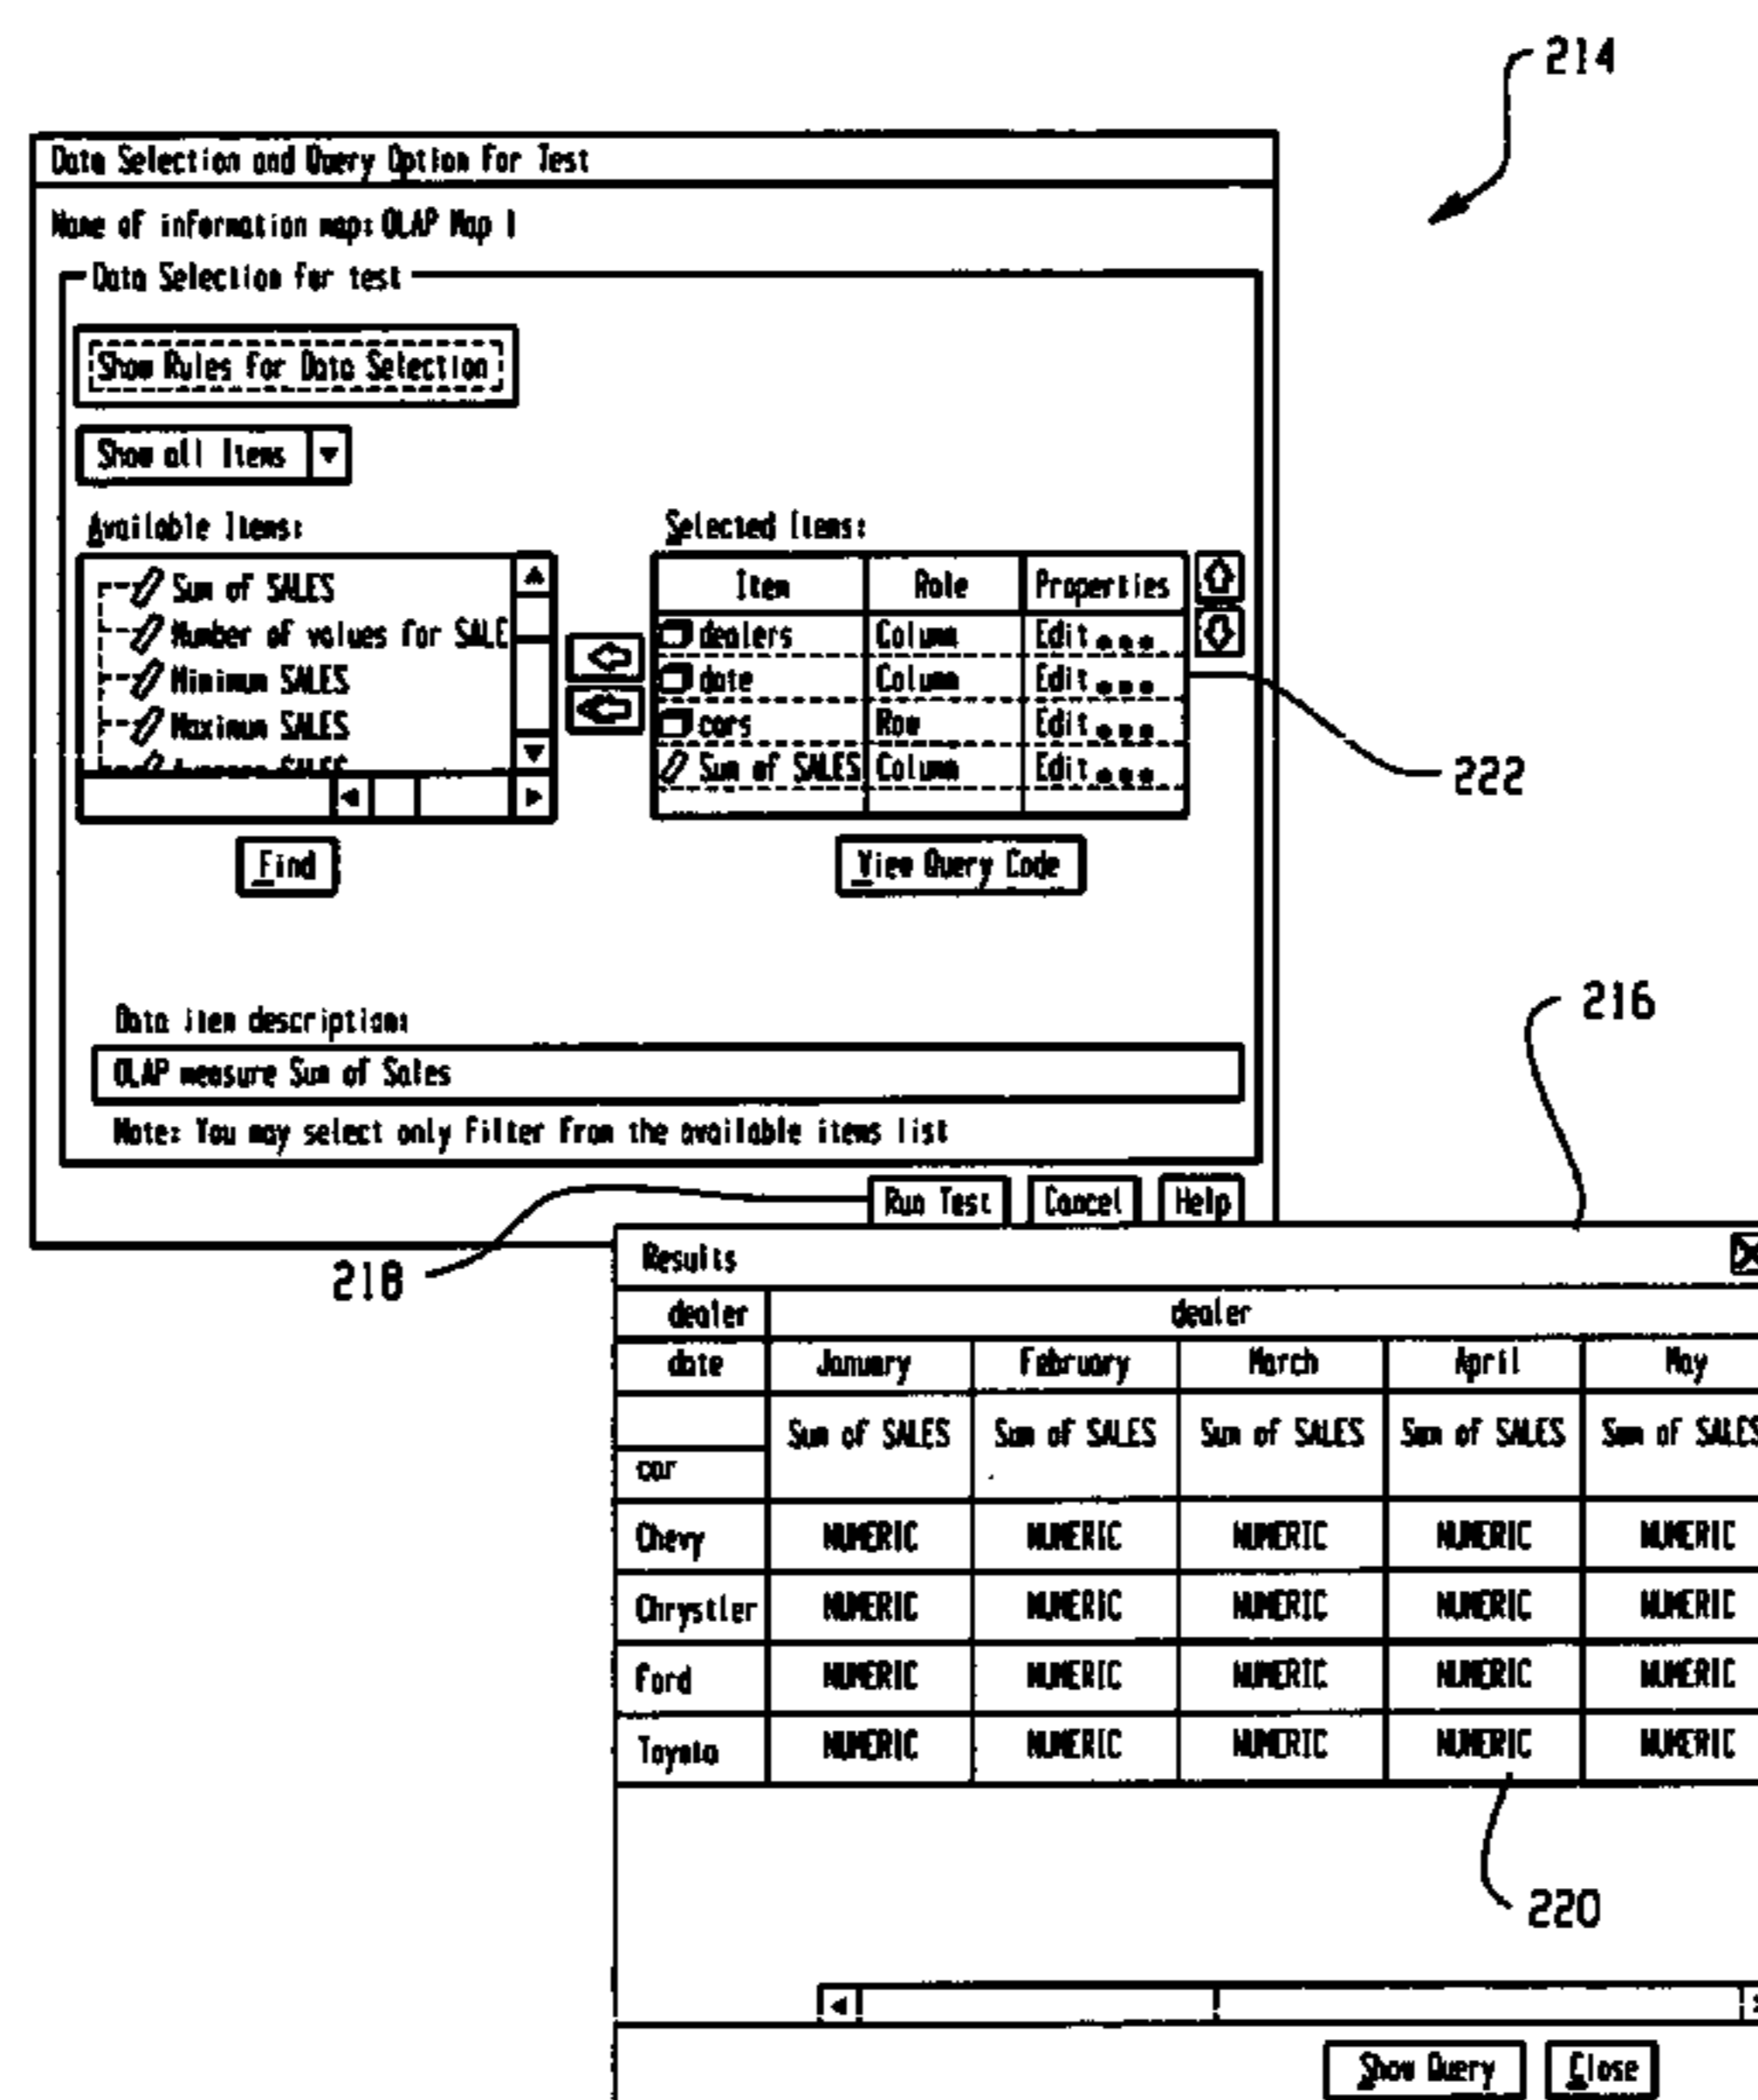 214
Data Selection and Query Option For Test
Name of information map: OLAP Map 1
Data Selection for test
Show Rules For Data Selection
Show all Items
Available Items:
Selected Items:
Sum of SALES
Number of values for SALE
Minimum SALES
Maximum SALES
Average SALES
Item Role Properties
dealers Column Edit...
date Column Edit...
cars Row Edit...
Sum of SALES Column Edit...
222
Find
View Query Code
Data item description:
OLAP measure Sum of Sales
Note: You may select only Filter From the available items list
216
Run Test Cancel Help
218
Results
dealer dealer
date January February March April May
Sum of SALES Sum of SALES Sum of SALES Sum of SALES Sum of SALES
car
Chevy NUMERIC NUMERIC NUMERIC NUMERIC NUMERIC
Chrystler NUMERIC NUMERIC NUMERIC NUMERIC NUMERIC
Ford NUMERIC NUMERIC NUMERIC NUMERIC NUMERIC
Toyota NUMERIC NUMERIC NUMERIC NUMERIC NUMERIC
220
Show Query Close